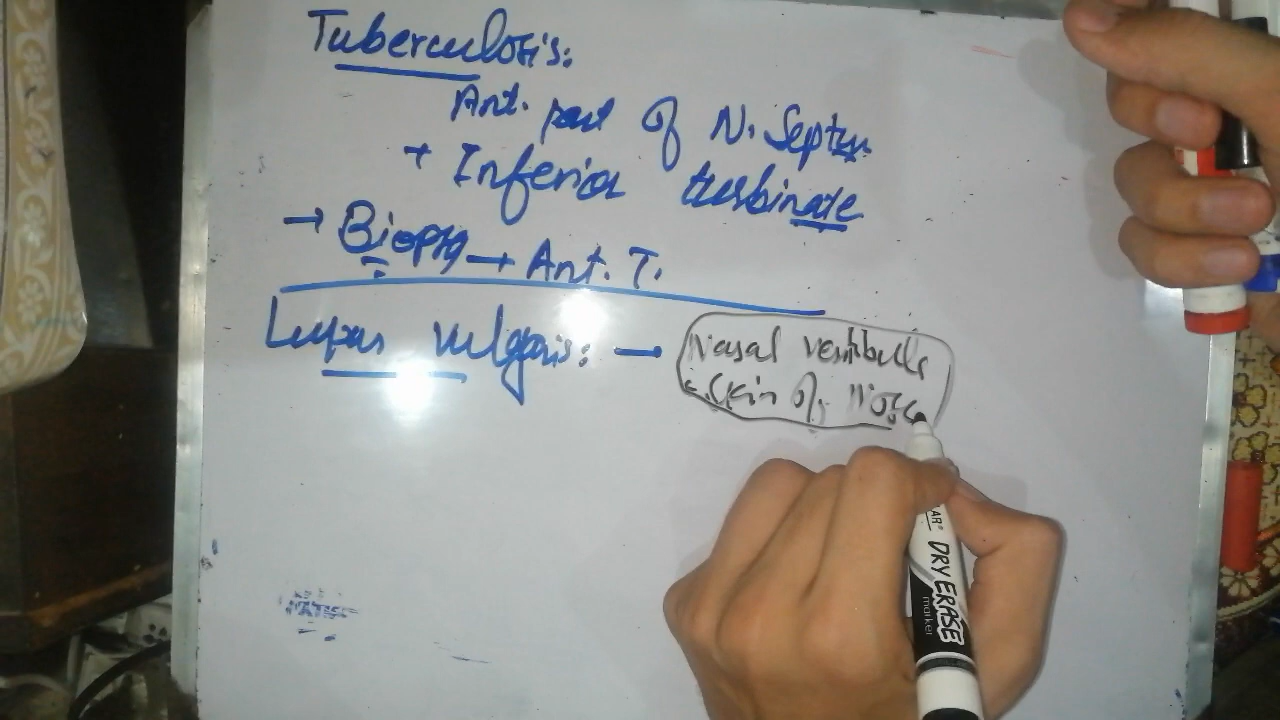 Tuberculosis:
Ant. part of N. Septum
+ Inferior turbinate
→ Biopsy → Ant. T.
Lupus vulgaris: → Nasal vestibule
skin of Nose
AR® DRY ERASE
marker